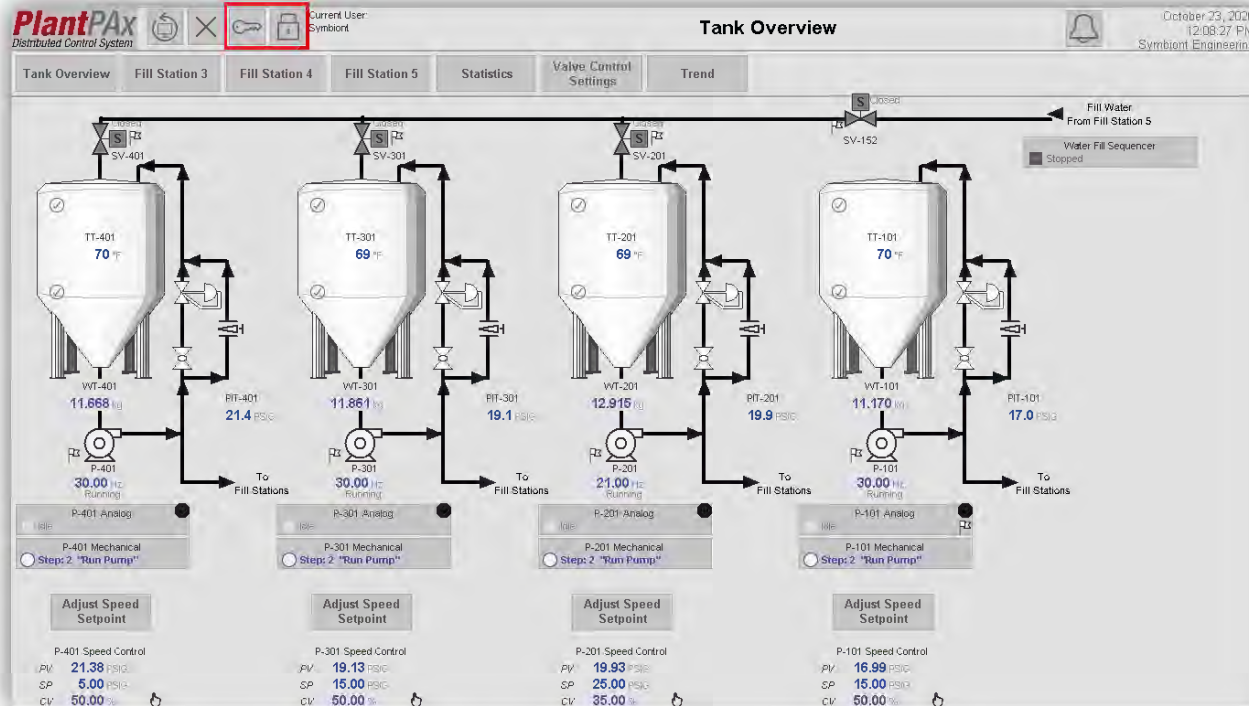 PlantPAx
Distributed Control System
Current User:
Symbiont
Tank Overview
October 23, 202
12:08:27 PM
Symbiont Engineering
Tank Overview
Fill Station 3
Fill Station 4
Fill Station 5
Statistics
Valve Control
Settings
Trend
Closed
S
SV-401
Closed
S
SV-301
Closed
S
SV-201
S
Closed
SV-152
Fill Water
From Fill Station 5
Water Fill Sequencer
Stopped
TT-401
70 °F
TT-301
69 °F
TT-201
69 °F
TT-101
70 °F
WT-401
11.668 kg
PIT-401
21.4 PSIG
WT-301
11.861 kg
PIT-301
19.1 PSIG
WT-201
12.915 kg
PIT-201
19.9 PSIG
WT-101
11.170 kg
PIT-101
17.0 PSIG
P-401
30.00 Hz
Running
To
Fill Stations
P-301
30.00 Hz
Running
To
Fill Stations
P-201
21.00 Hz
Running
To
Fill Stations
P-101
30.00 Hz
Running
To
Fill Stations
P-401 Analog
Idle
P-301 Analog
Idle
P-201 Analog
Idle
P-101 Analog
Idle
P-401 Mechanical
Step: 2 "Run Pump"
P-301 Mechanical
Step: 2 "Run Pump"
P-201 Mechanical
Step: 2 "Run Pump"
P-101 Mechanical
Step: 2 "Run Pump"
Adjust Speed
Setpoint
Adjust Speed
Setpoint
Adjust Speed
Setpoint
Adjust Speed
Setpoint
P-401 Speed Control
PV 21.38 PSIG
SP 5.00 PSIG
CV 50.00 %
P-301 Speed Control
PV 19.13 PSIG
SP 15.00 PSIG
CV 50.00 %
P-201 Speed Control
PV 19.93 PSIG
SP 25.00 PSIG
CV 35.00 %
P-101 Speed Control
PV 16.99 PSIG
SP 15.00 PSIG
CV 50.00 %